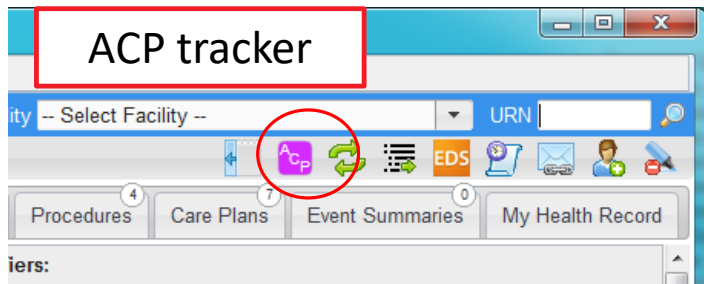 ACP tracker
ity -- Select Facility -- URN
ACP EDS
4 7 0
Procedures Care Plans Event Summaries My Health Record
iers: